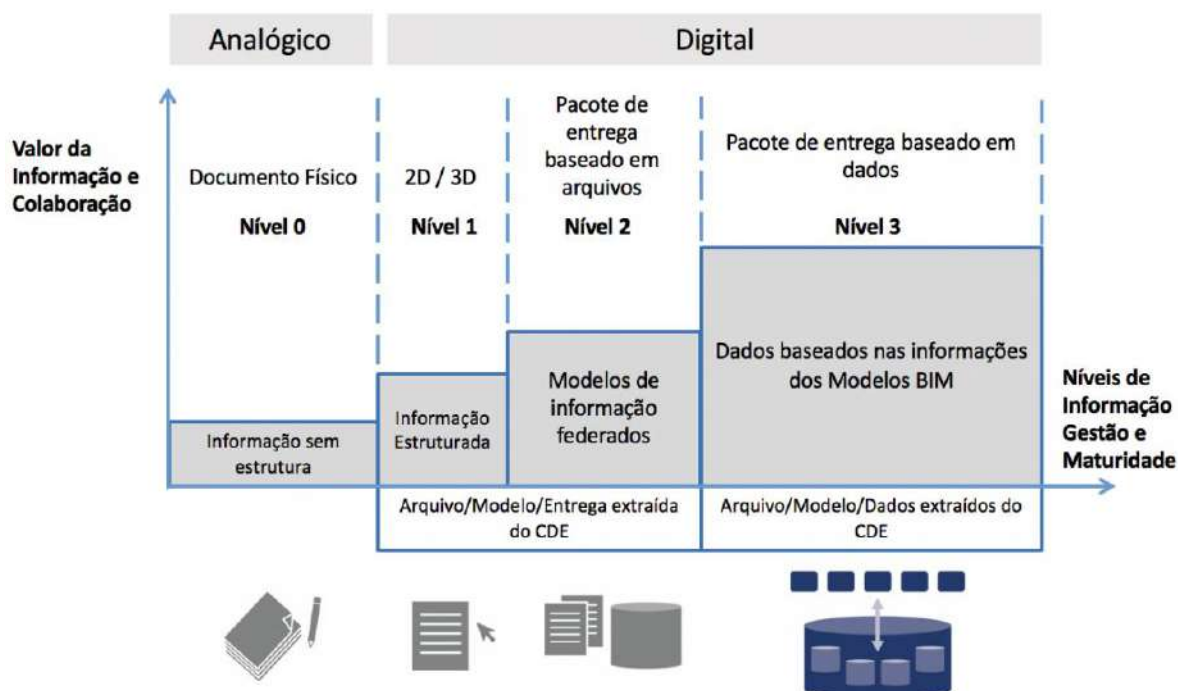 Analógico
Digital
Valor da
Informação e
Colaboração
Documento Físico
Nível 0
2D / 3D
Nível 1
Pacote de
entrega
baseado em
arquivos
Nível 2
Pacote de entrega baseado em
dados
Nível 3
Informação sem
estrutura
Informação
Estruturada
Modelos de
informação
federados
Dados baseados nas informações
dos Modelos BIM
Níveis de
Informação
Gestão e
Maturidade
Arquivo/Modelo/Entrega extraída
do CDE
Arquivo/Modelo/Dados extraídos do
CDE